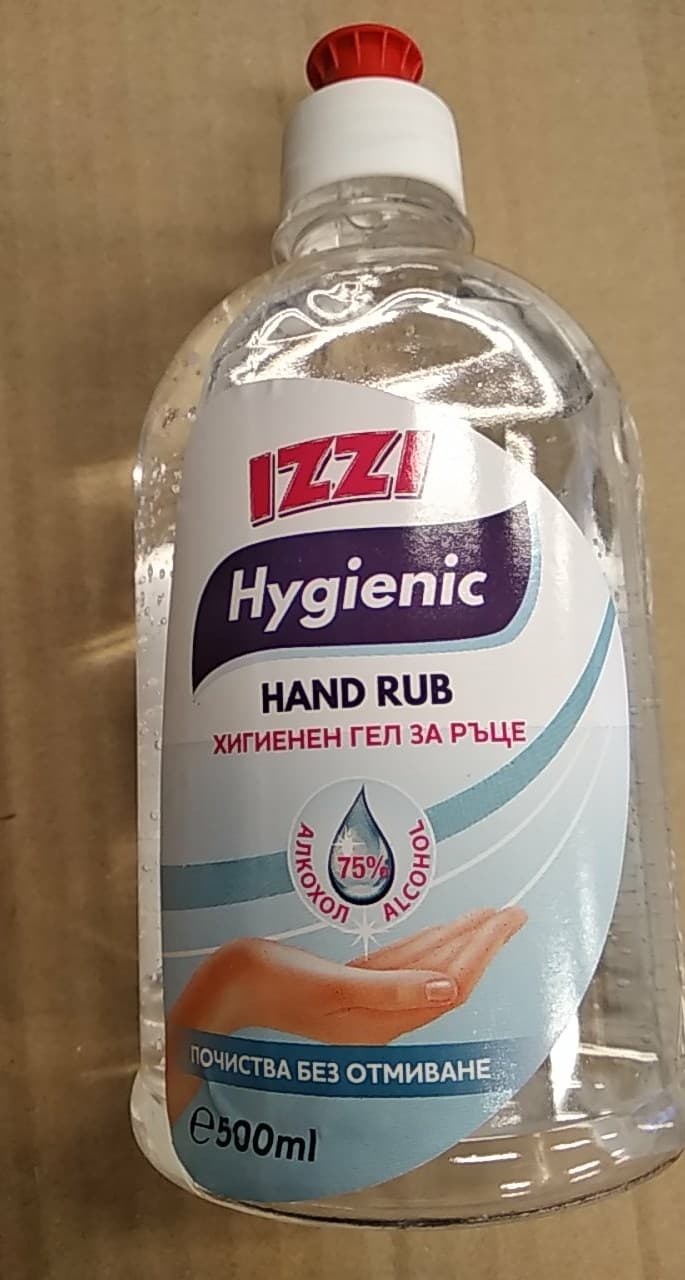 IZZI
Hygienic
HAND RUB
ХИГИЕНЕН ГЕЛ ЗА РЪЦЕ
АЛКОХОЛ
75%
ALCOHOL
ПОЧИСТВА БЕЗ ОТМИВАНЕ
℮500ml